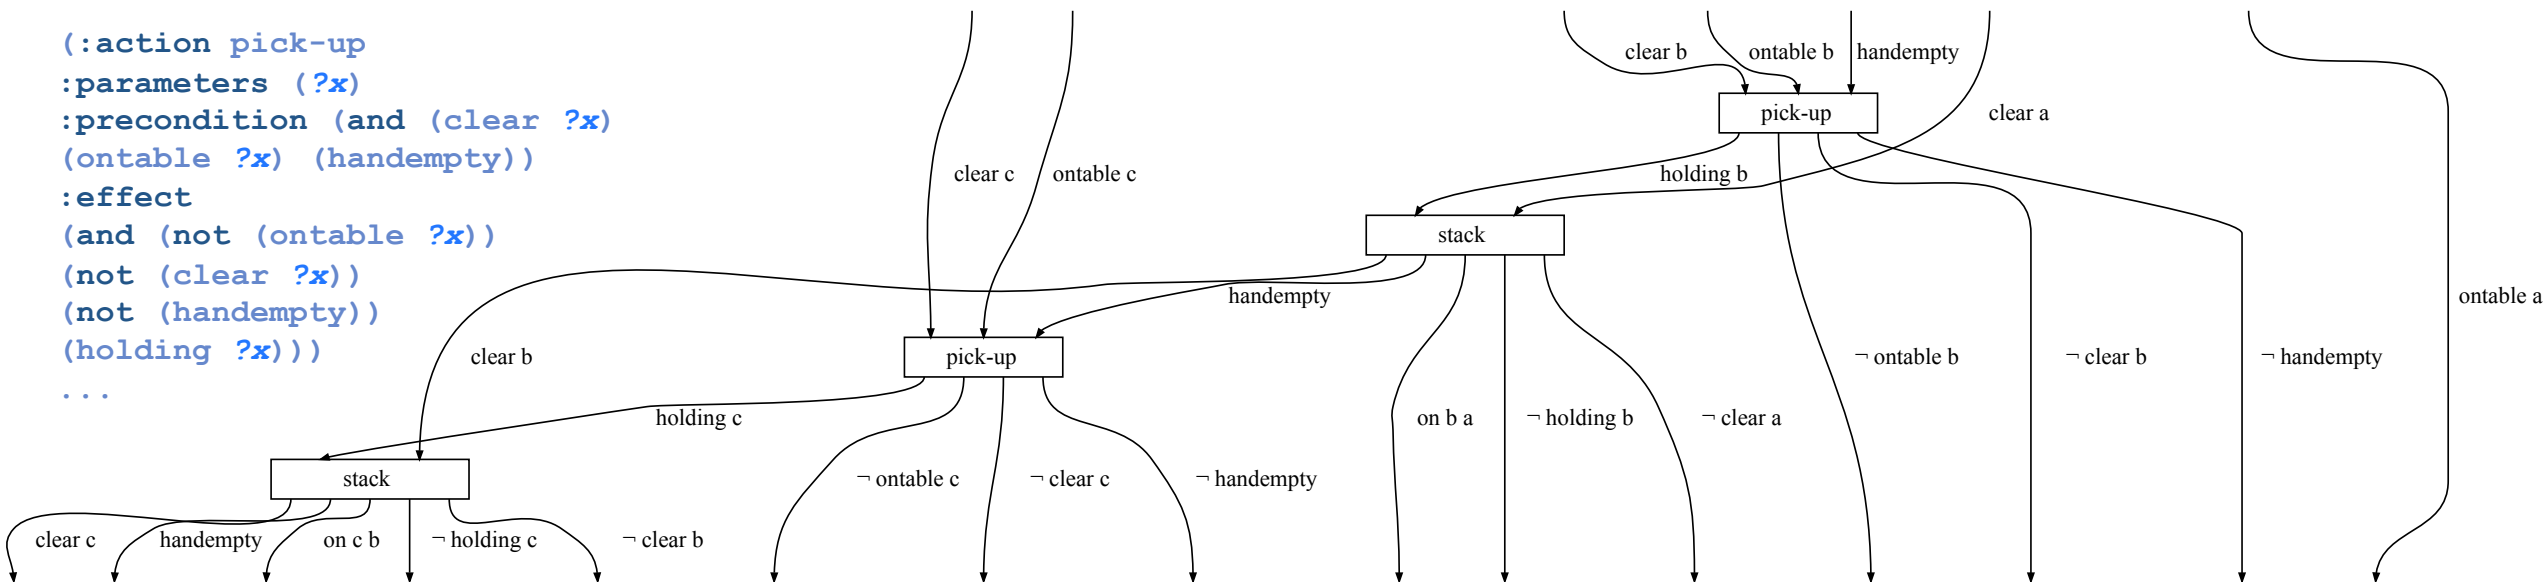 (:action pick-up
:parameters (?x)
:precondition (and (clear ?x)
(ontable ?x) (handempty))
:effect
(and (not (ontable ?x))
(not (clear ?x))
(not (handempty))
(holding ?x)))
...
clear b
ontable b
handempty
pick-up
clear a
clear c
ontable c
holding b
stack
handempty
ontable a
clear b
pick-up
¬ ontable b
¬ clear b
¬ handempty
holding c
on b a
¬ holding b
¬ clear a
stack
¬ ontable c
¬ clear c
¬ handempty
clear c
handempty
on c b
¬ holding c
¬ clear b